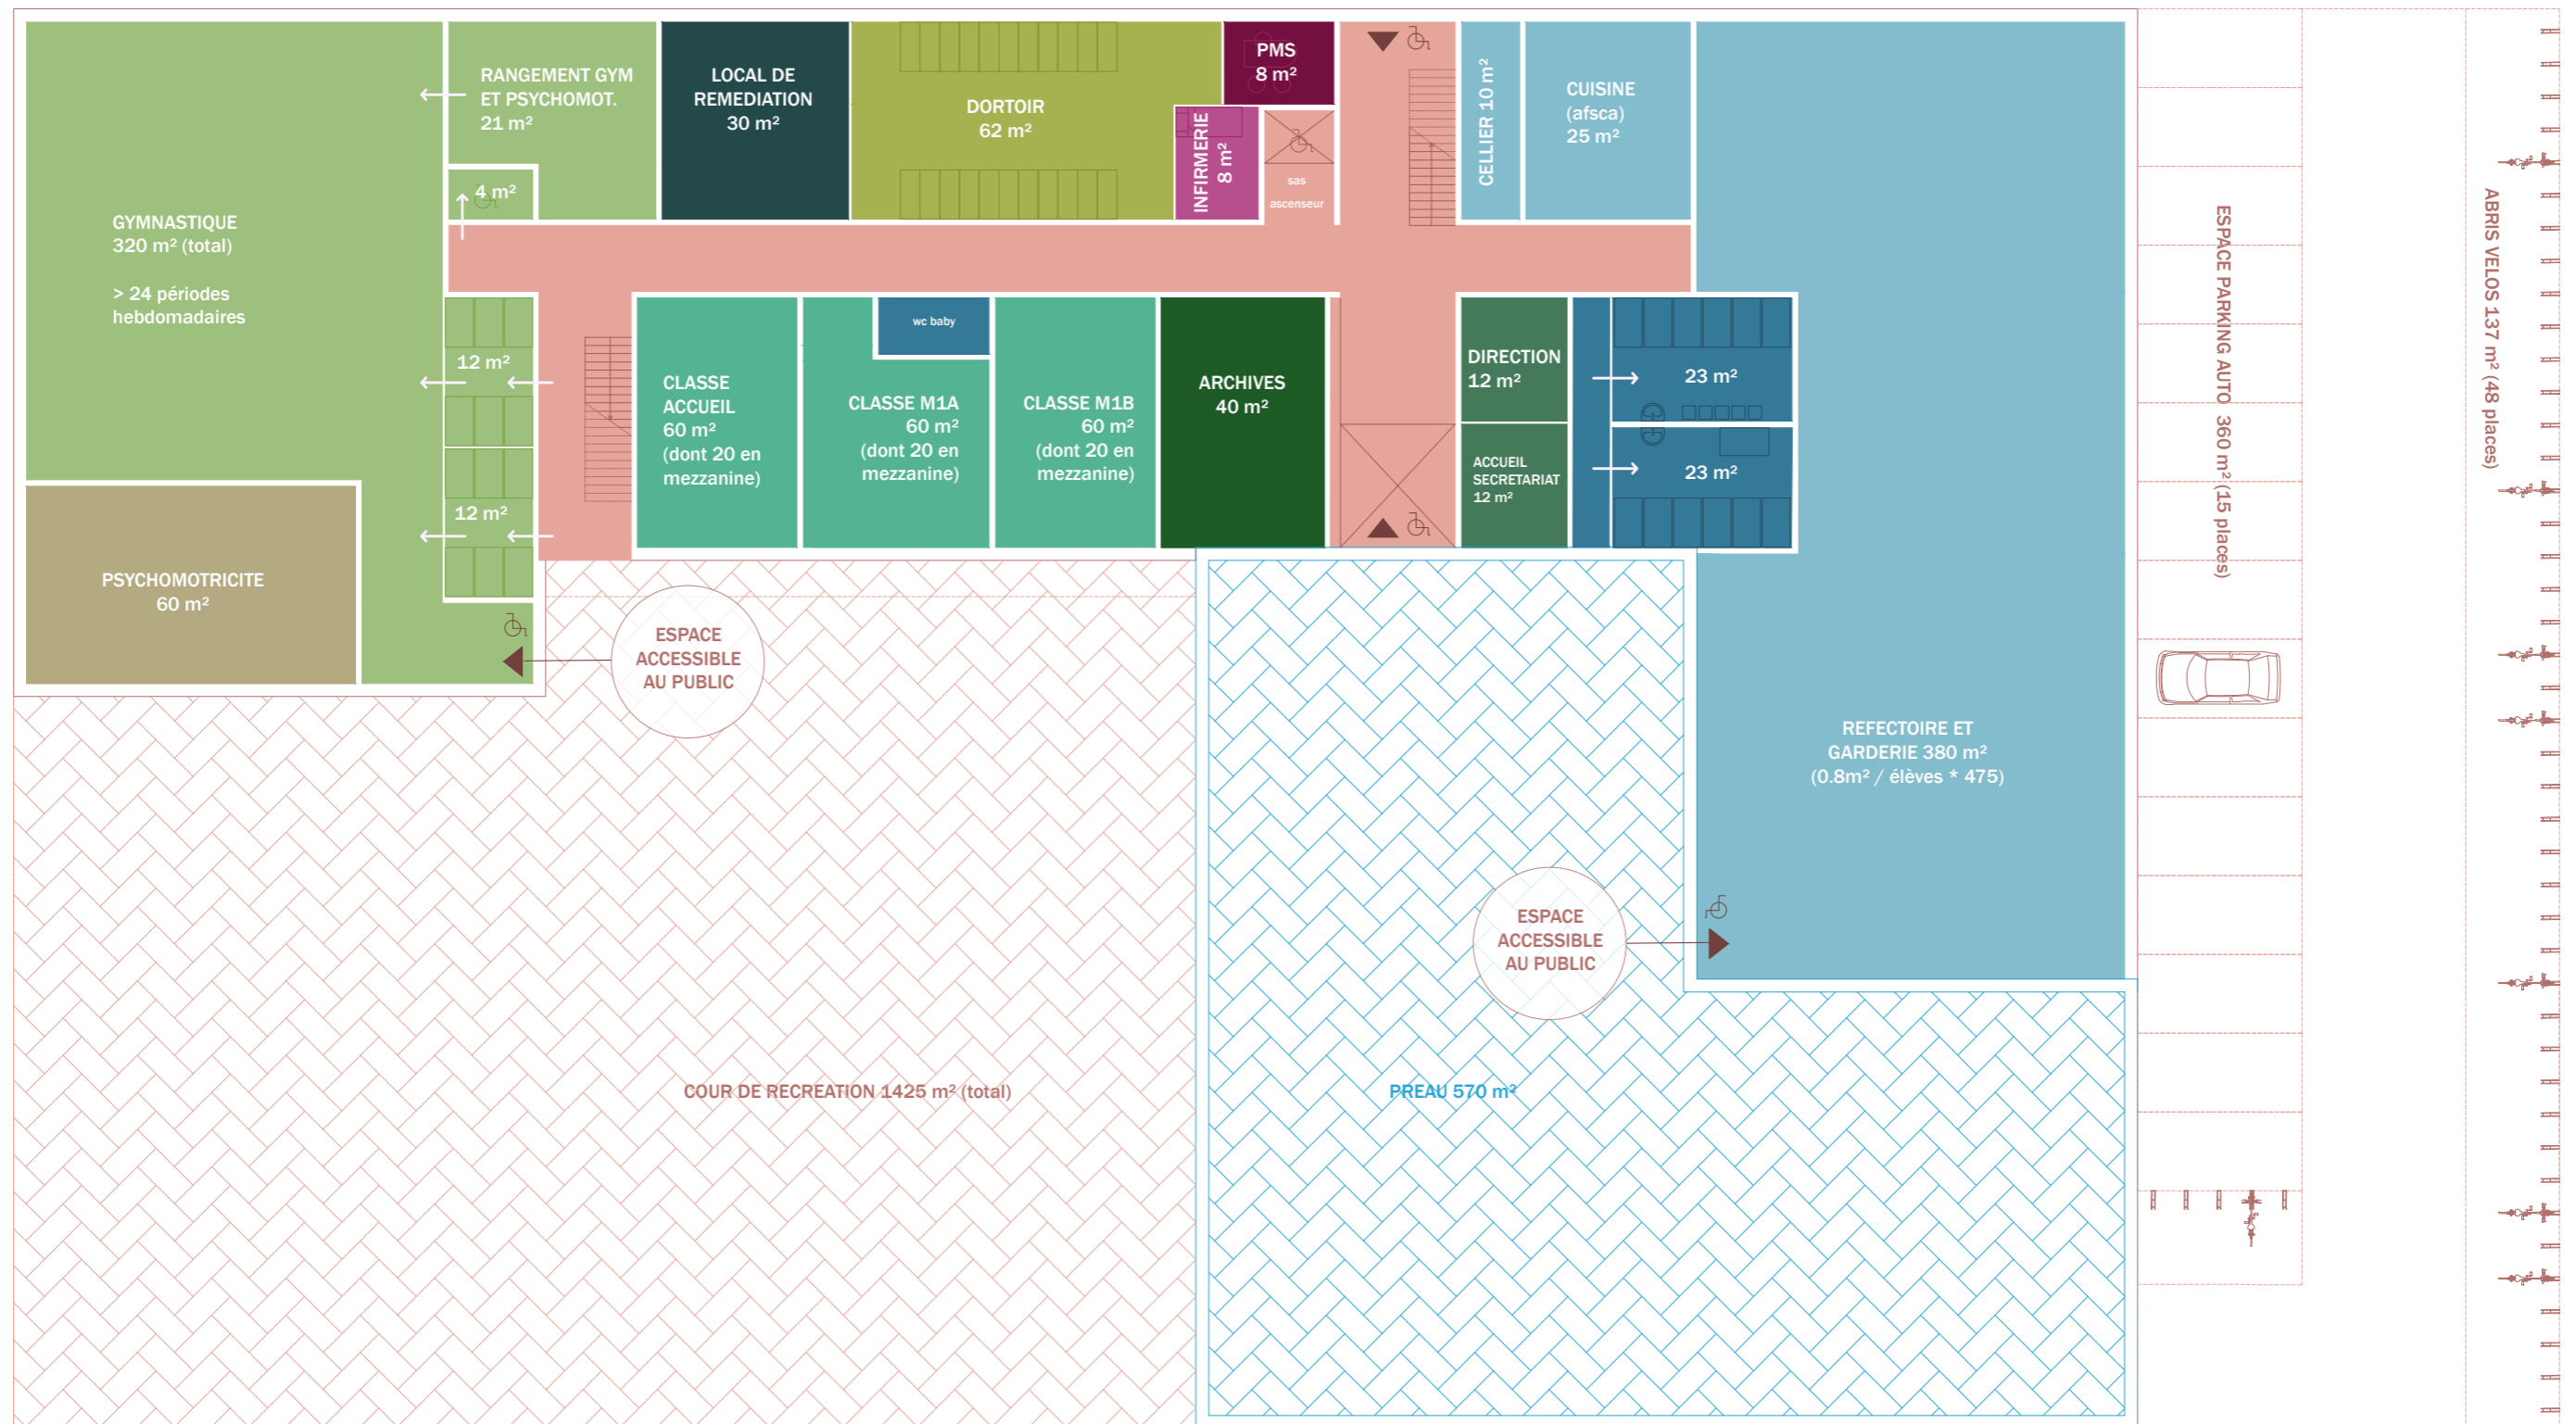 GYMNASTIQUE
320 m² (total)
> 24 périodes
hebdomadaires
RANGEMENT GYM
ET PSYCHOMOT.
21 m²
4 m²
LOCAL DE
REMEDIATION
30 m²
DORTOIR
62 m²
PMS
8 m²
INFIRMERIE
8 m²
sas
ascenseur
CELLIER 10 m²
CUISINE
(afsca)
25 m²
12 m²
12 m²
PSYCHOMOTRICITE
60 m²
CLASSE
ACCUEIL
60 m²
(dont 20 en
mezzanine)
wc baby
CLASSE M1A
60 m²
(dont 20 en
mezzanine)
CLASSE M1B
60 m²
(dont 20 en
mezzanine)
ARCHIVES
40 m²
DIRECTION
12 m²
ACCUEIL
SECRETARIAT
12 m²
23 m²
23 m²
ESPACE
ACCESSIBLE
AU PUBLIC
REFECTOIRE ET
GARDERIE 380 m²
(0.8m² / élèves * 475)
ESPACE
ACCESSIBLE
AU PUBLIC
COUR DE RECREATION 1425 m² (total)
PREAU 570 m²
ESPACE PARKING AUTO 360 m² (15 places)
ABRIS VELOS 137 m² (48 places)